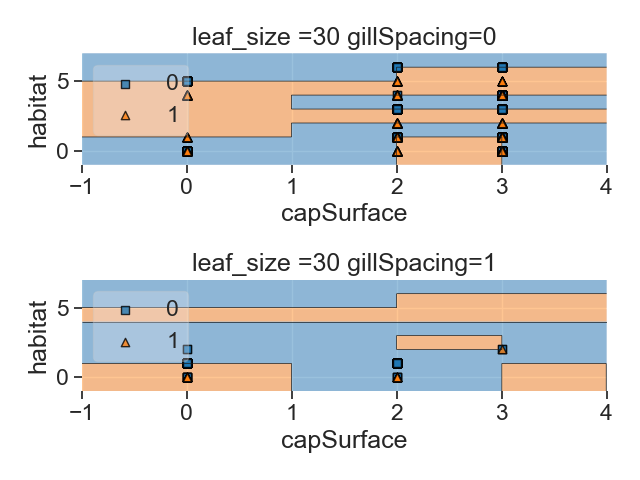 leaf_size =30 gillSpacing=0
habitat
5
0
0
1
−1 0 1 2 3 4
capSurface
leaf_size =30 gillSpacing=1
habitat
5
0
0
1
−1 0 1 2 3 4
capSurface